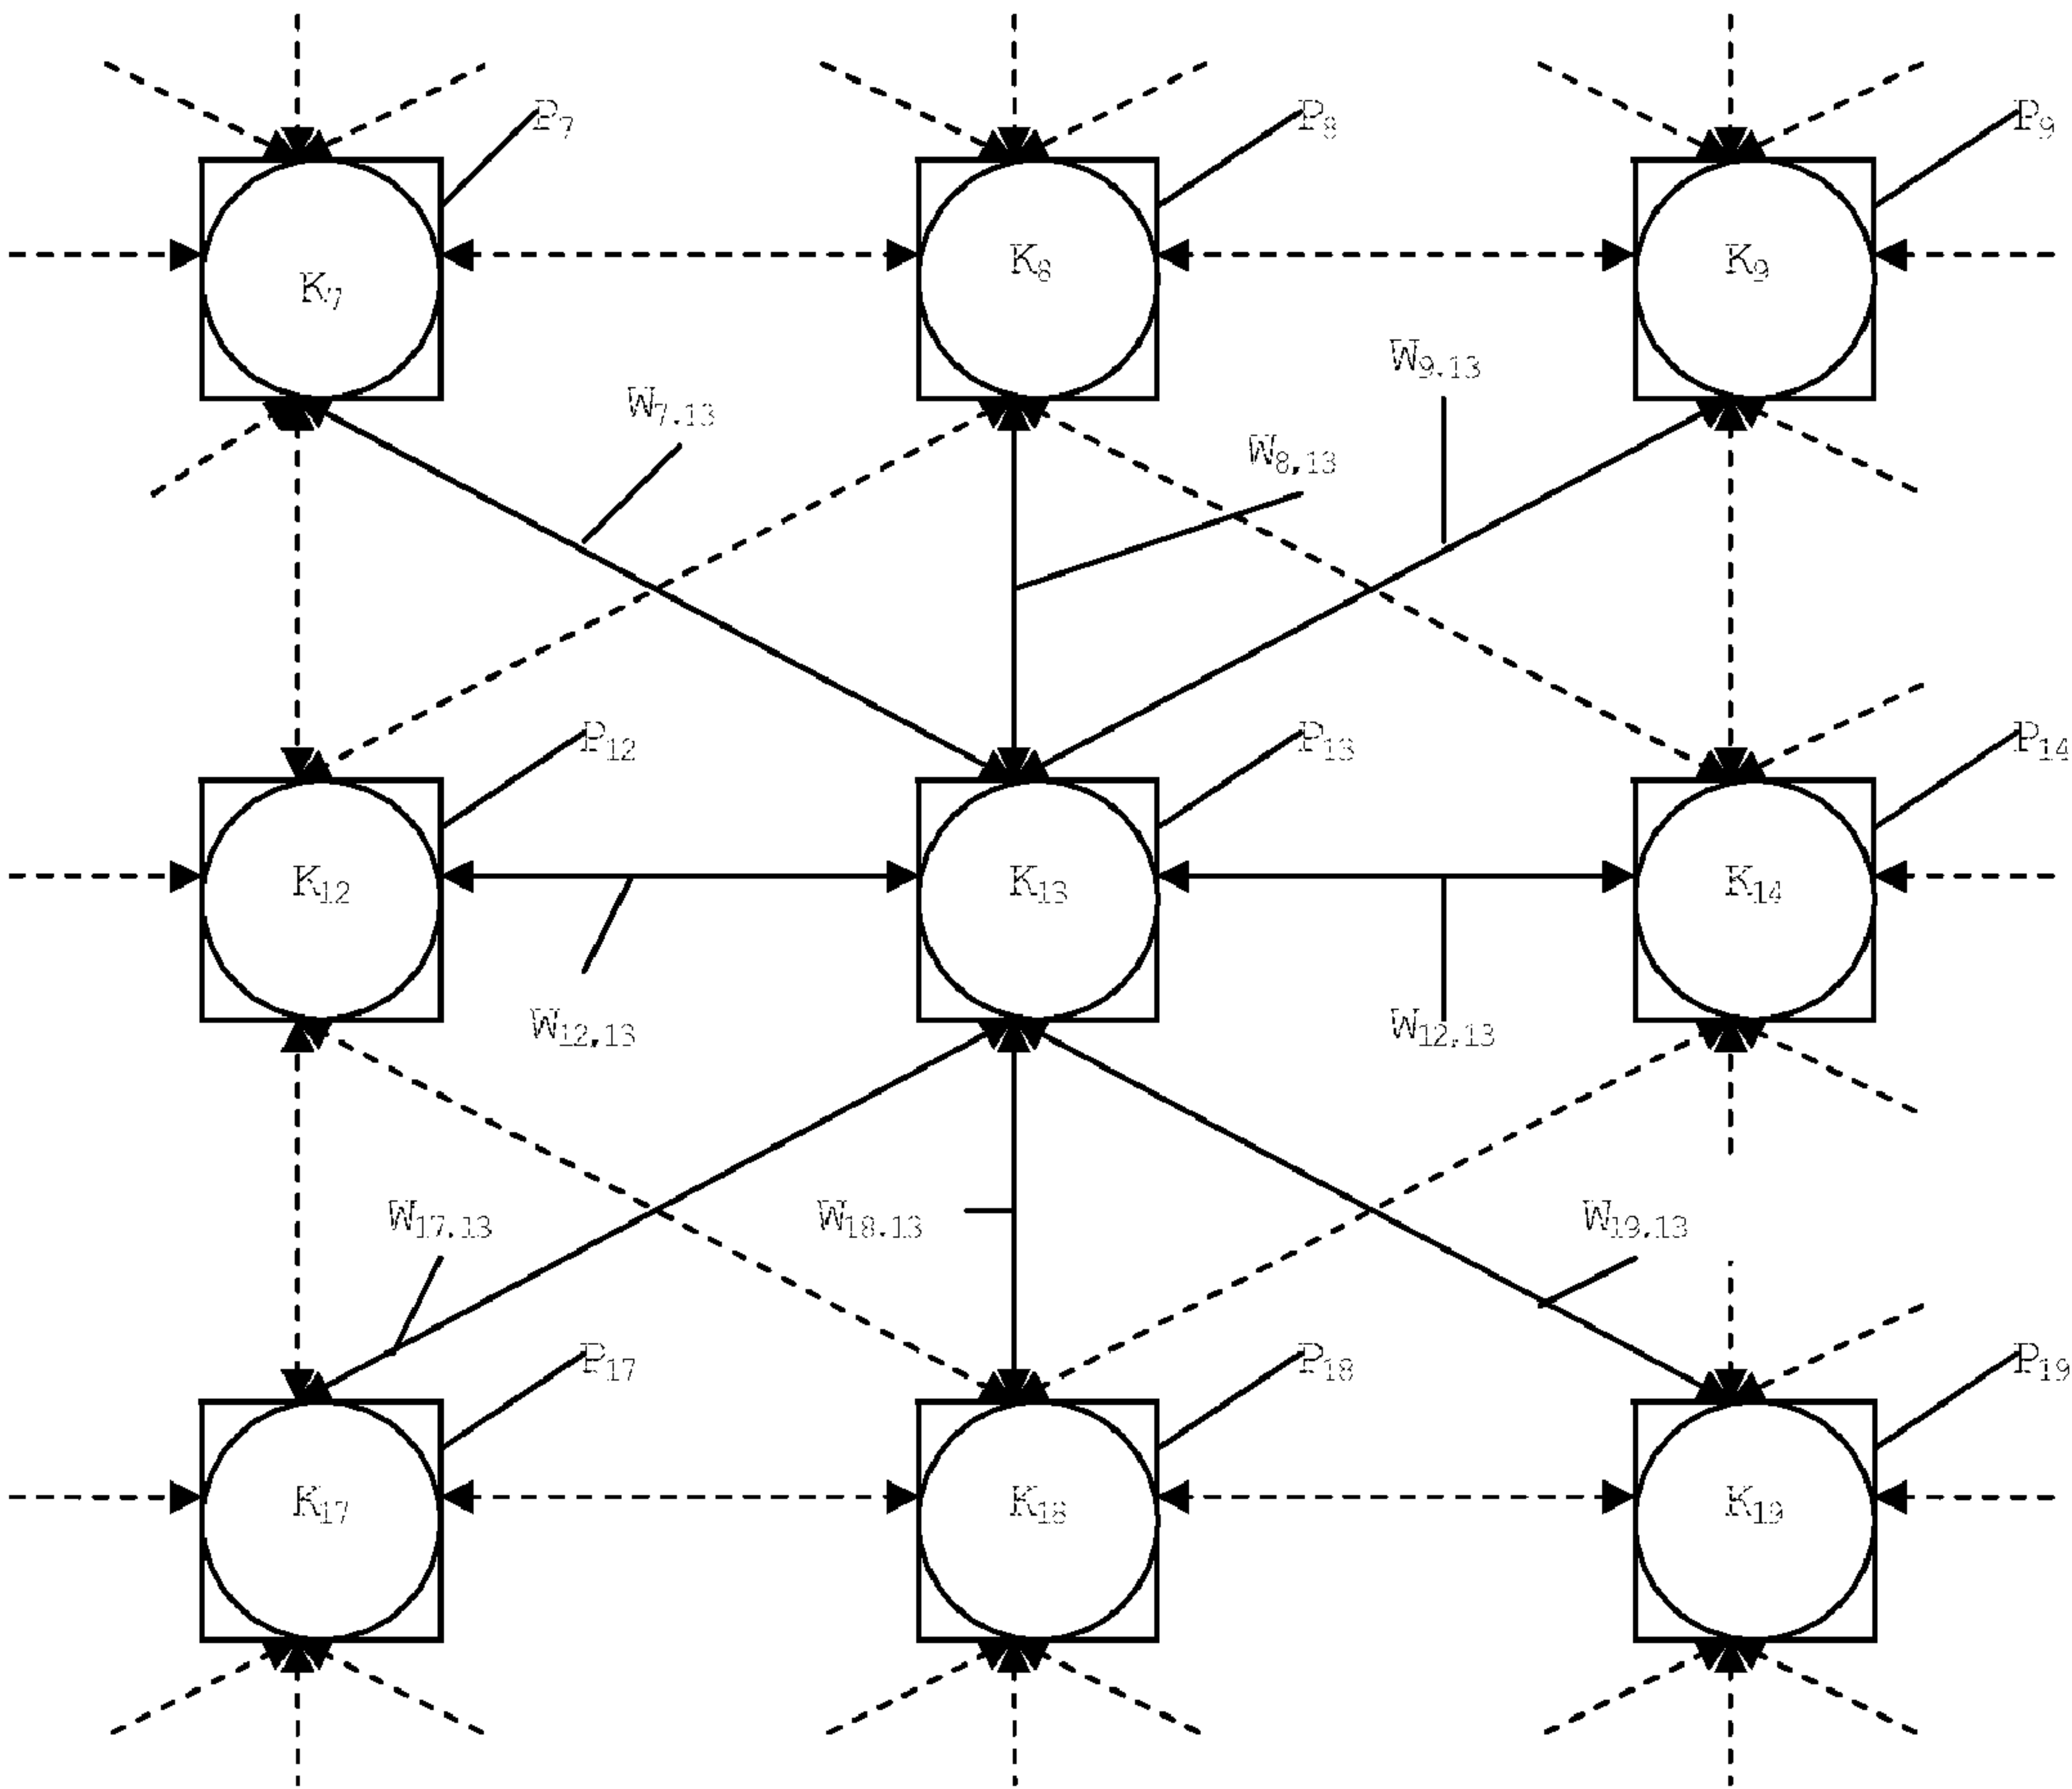 P₇ P₈ P₉
K₇ K₈ K₉
W₇,₁₃ W₈,₁₃ W₉,₁₃
P₁₂ P₁₃ P₁₄
K₁₂ K₁₃ K₁₄
W₁₂,₁₃ W₁₂,₁₃
W₁₇,₁₃ W₁₈,₁₃ W₁₉,₁₃
P₁₇ P₁₈ P₁₉
K₁₇ K₁₈ K₁₉